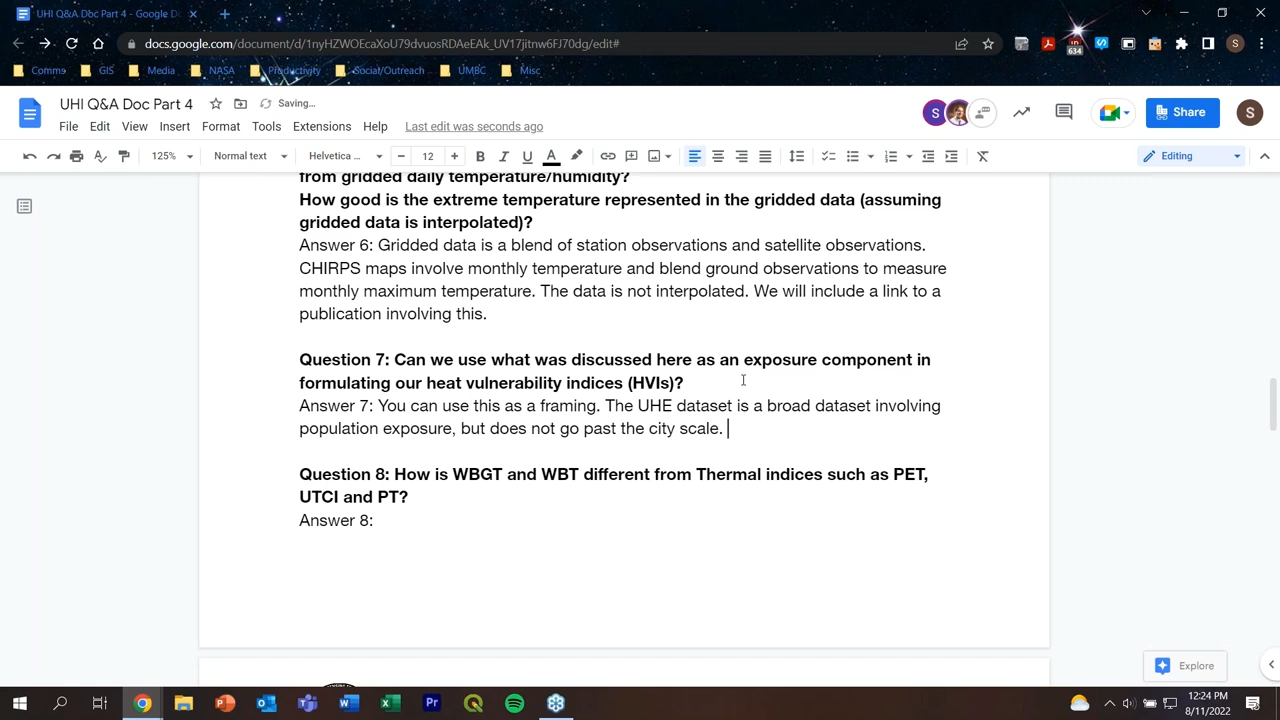 UHI Q&A Doc Part 4 - Google Do
docs.google.com/document/d/1nyHZWOEcaXoU79dvuosRDAeEAk_UV17jitnw6FJ70dg/edit#
634
S
Comms
GIS
Media
NASA
Productivity
Social/Outreach
UMBC
Misc
UHI Q&A Doc Part 4
Saving...
S
Share
S
File
Edit
View
Insert
Format
Tools
Extensions
Help
Last edit was seconds ago
125%
Normal text
Helvetica ...
12
B
I
U
A
Editing
from gridded daily temperature/humidity?
How good is the extreme temperature represented in the gridded data (assuming
gridded data is interpolated)?
Answer 6: Gridded data is a blend of station observations and satellite observations.
CHIRPS maps involve monthly temperature and blend ground observations to measure
monthly maximum temperature. The data is not interpolated. We will include a link to a
publication involving this.
Question 7: Can we use what was discussed here as an exposure component in
formulating our heat vulnerability indices (HVIs)?
Answer 7: You can use this as a framing. The UHE dataset is a broad dataset involving
population exposure, but does not go past the city scale.
Question 8: How is WBGT and WBT different from Thermal indices such as PET,
UTCI and PT?
Answer 8:
Explore
12:24 PM
8/11/2022